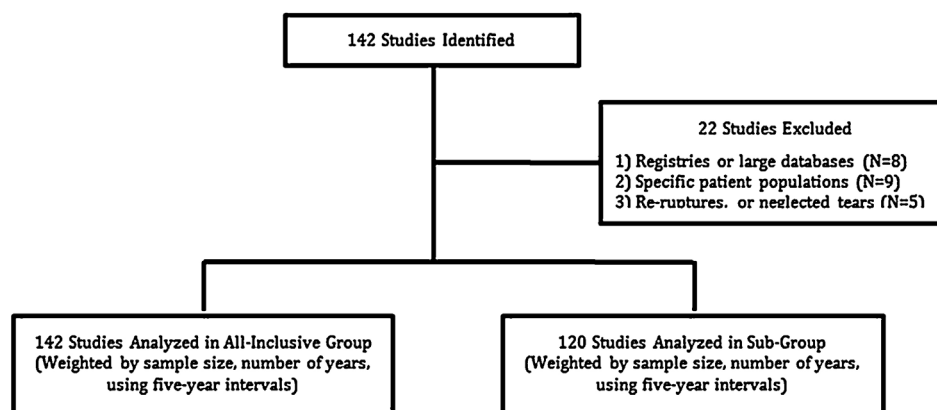 142 Studies Identified
22 Studies Excluded
1) Registries or large databases (N=8)
2) Specific patient populations (N=9)
3) Re-ruptures, or neglected tears (N=5)
142 Studies Analyzed in All-Inclusive Group
(Weighted by sample size, number of years,
using five-year intervals)
120 Studies Analyzed in Sub-Group
(Weighted by sample size, number of years,
using five-year intervals)